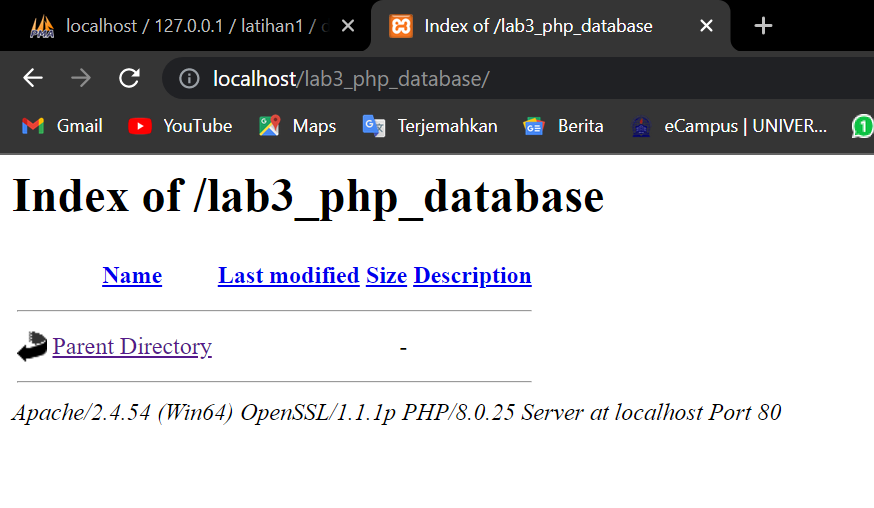 localhost / 127.0.0.1 / latihan1 /
Index of /lab3_php_database
localhost/lab3_php_database/
Gmail YouTube Maps Terjemahkan Berita eCampus | UNIVER... 1
Index of /lab3_php_database
Name Last modified Size Description
Parent Directory -
Apache/2.4.54 (Win64) OpenSSL/1.1.1p PHP/8.0.25 Server at localhost Port 80